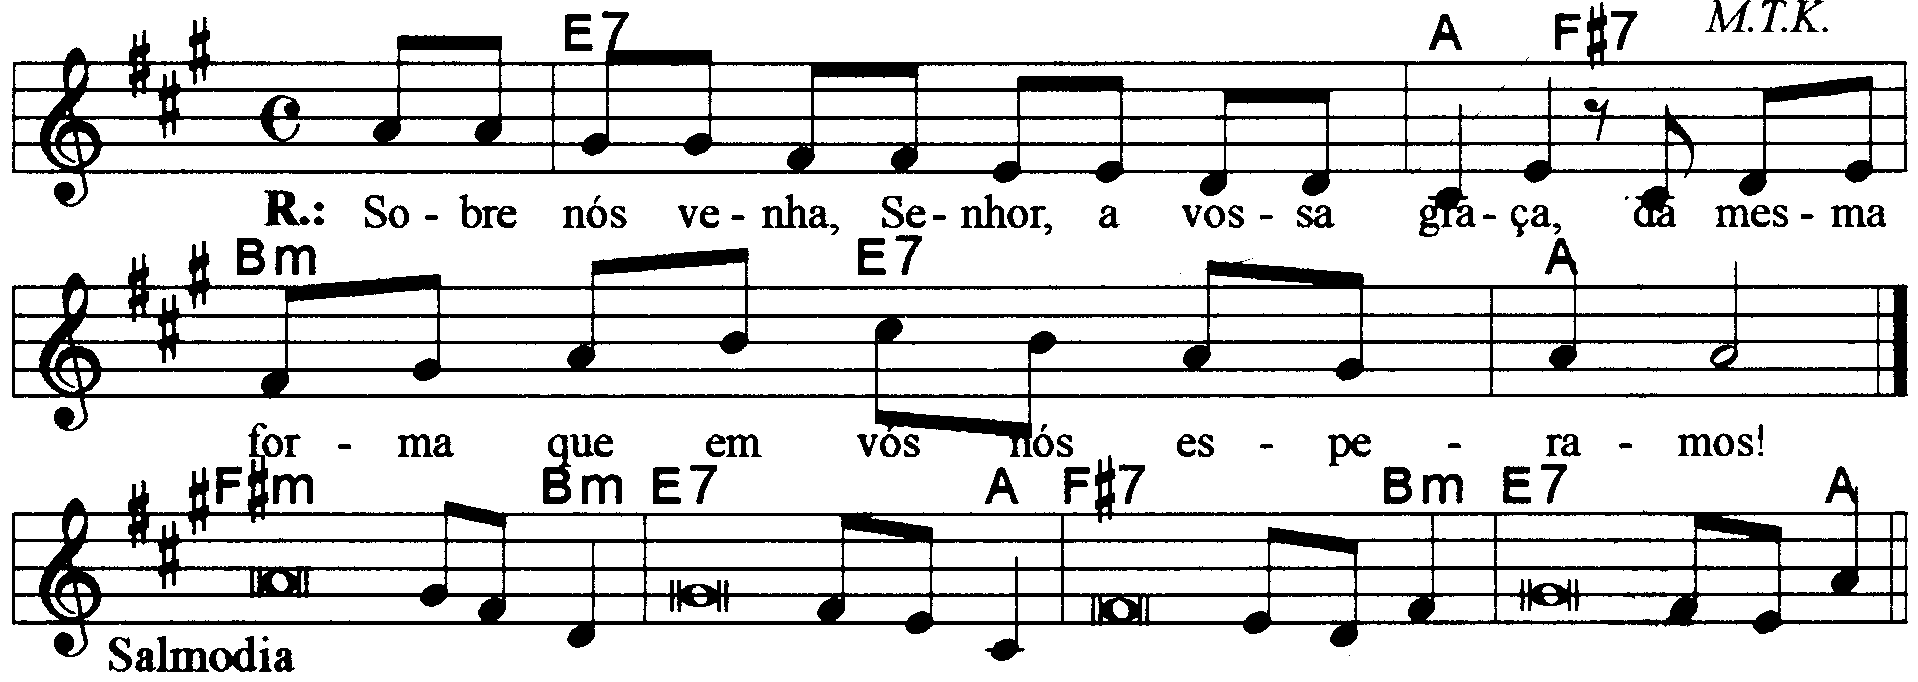 E7 A F#7 M.T.K.
R.: So - bre nós ve - nha, Se - nhor, a vos - sa gra - ça, da mes - ma
Bm E7 A
for - ma que em vós nós es - pe - ra - mos!
F#m Bm E7 A F#7 Bm E7 A
Salmodia